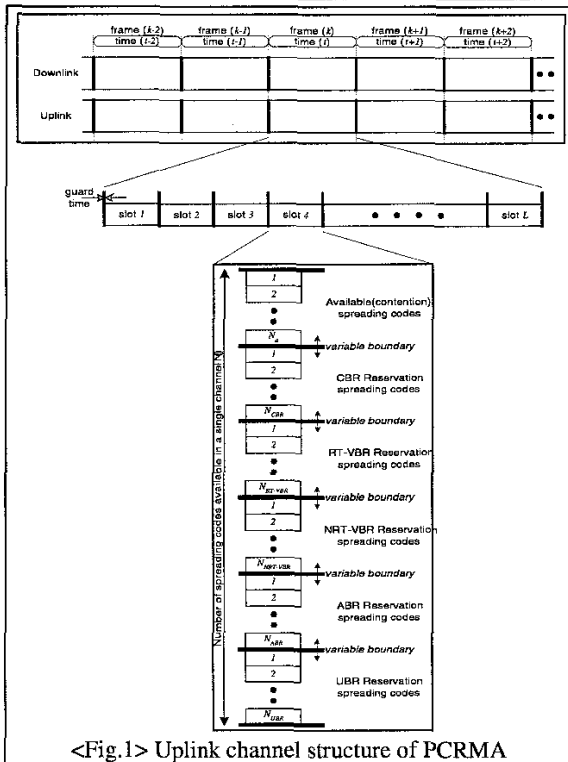 frame (k-2) frame (k-1) frame (k) frame (k+1) frame (k+2)
time (t-2) time (t-1) time (t) time (t+1) time (t+2)
Downlink
Uplink
guard time
slot 1 slot 2 slot 3 slot 4 slot L
Number of spreading codes available in a single channel N
1
2
Available(contention) spreading codes
Na
variable boundary
1
2
CBR Reservation spreading codes
NCBR
variable boundary
1
2
RT-VBR Reservation spreading codes
NRT-VBR
variable boundary
1
2
NRT-VBR Reservation spreading codes
NNRT-VBR
variable boundary
1
2
ABR Reservation spreading codes
NABR
variable boundary
1
2
UBR Reservation spreading codes
NUBR
<Fig.1> Uplink channel structure of PCRMA